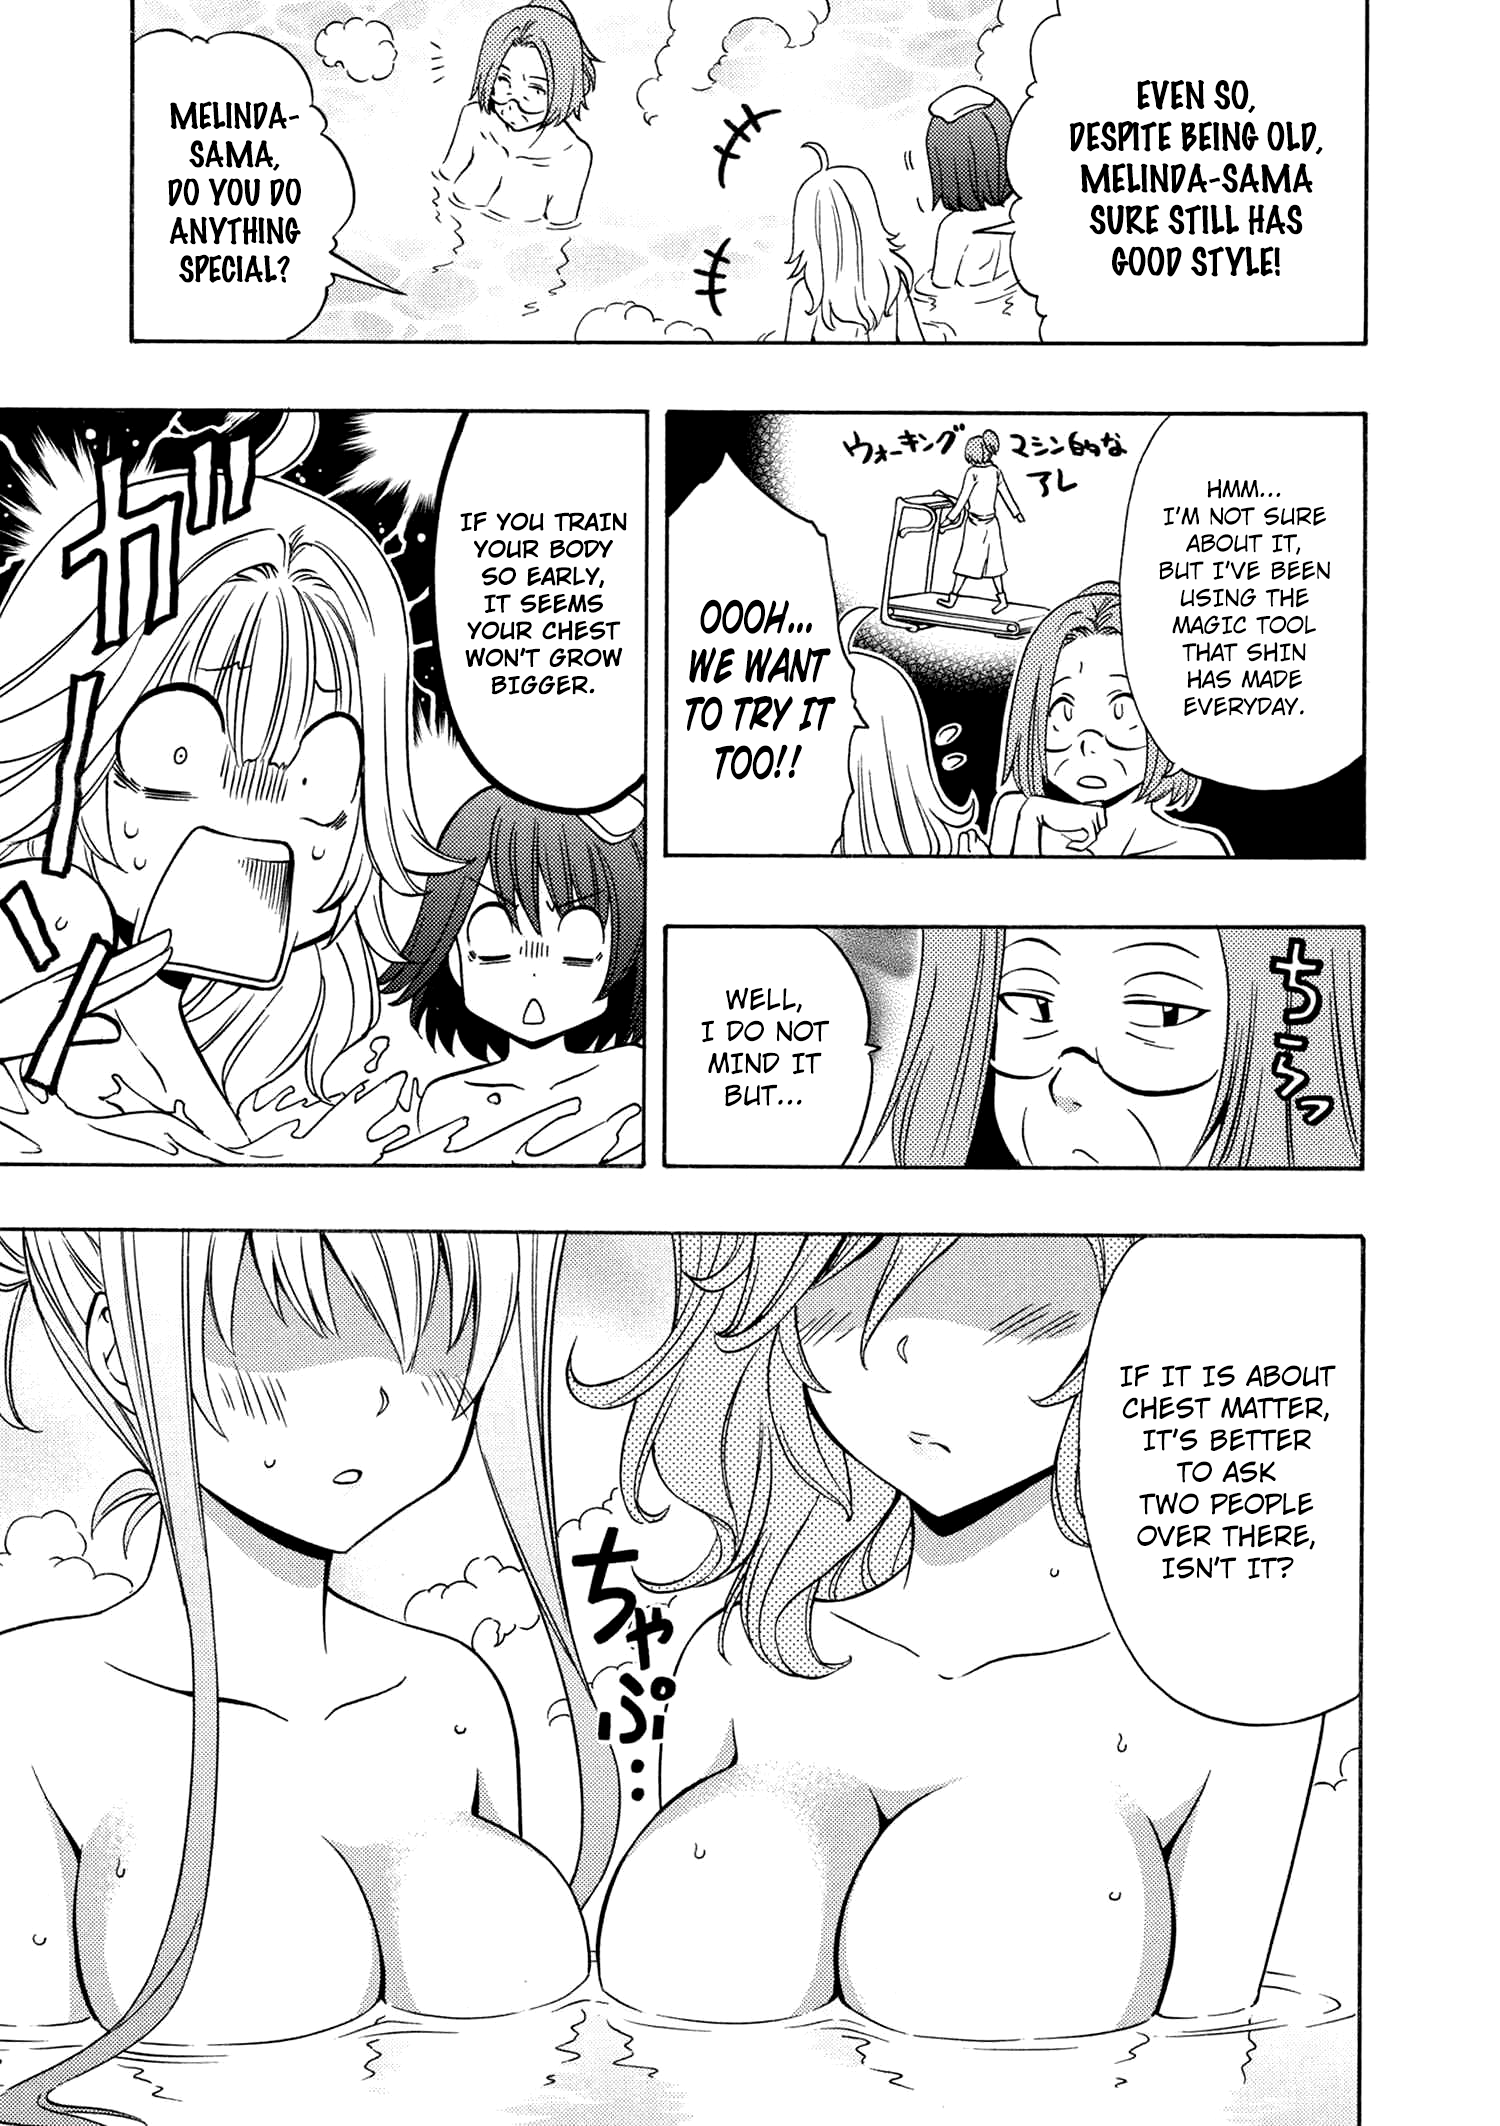 EVEN SO,
DESPITE BEING OLD,
MELINDA-SAMA
SURE STILL HAS
GOOD STYLE!
MELINDA-
SAMA,
DO YOU DO
ANYTHING
SPECIAL?
HMM...
I'M NOT SURE
ABOUT IT,
BUT I'VE BEEN
USING THE
MAGIC TOOL
THAT SHIN
HAS MADE
EVERYDAY.
ウォーキングマシン的な
アレ
OOOH...
WE WANT
TO TRY IT
TOO!!
ちらっ
WELL,
I DO NOT
MIND IT
BUT...
IF YOU TRAIN
YOUR BODY
SO EARLY,
IT SEEMS
YOUR CHEST
WON'T GROW
BIGGER.
ガガーーン
IF IT IS ABOUT
CHEST MATTER,
IT'S BETTER
TO ASK
TWO PEOPLE
OVER THERE,
ISN'T IT?
ちゃぷ…